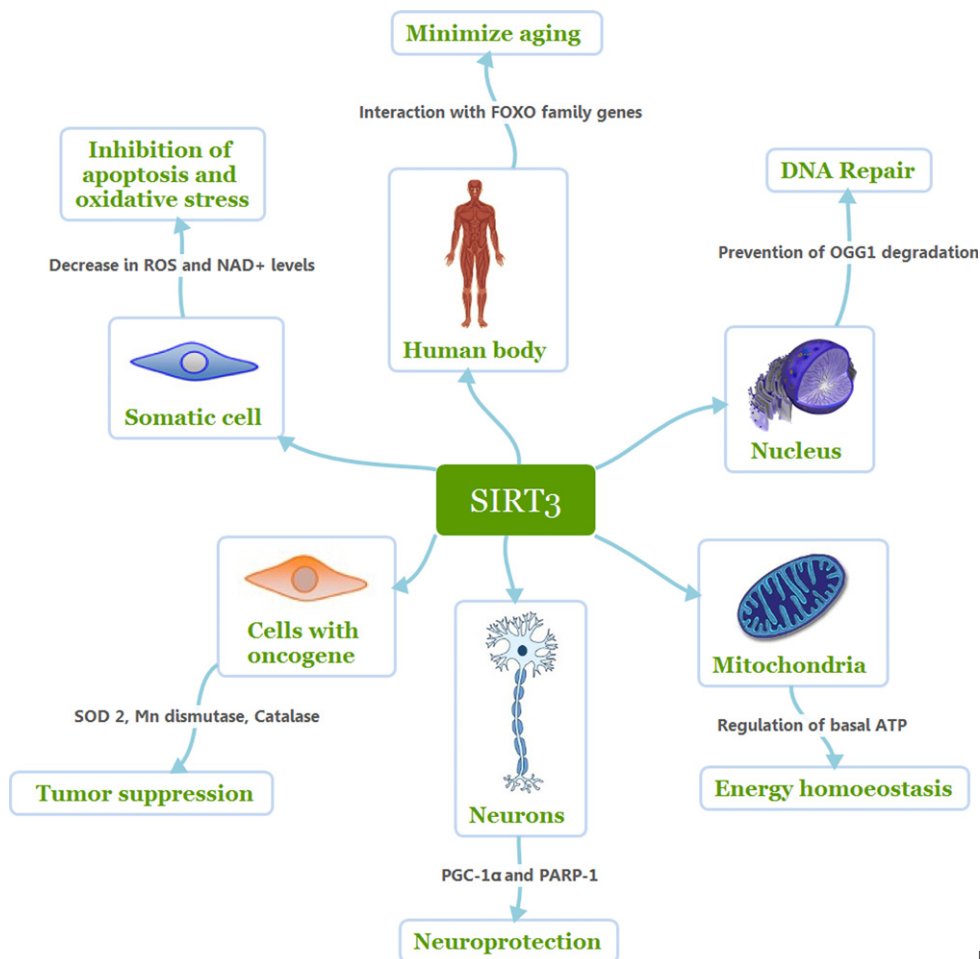 Minimize aging
Interaction with FOXO family genes
Inhibition of
apoptosis and
oxidative stress
DNA Repair
Decrease in ROS and NAD+ levels
Prevention of OGG1 degradation
Human body
Somatic cell
Nucleus
SIRT3
Cells with
oncogene
Mitochondria
SOD 2, Mn dismutase, Catalase
Regulation of basal ATP
Tumor suppression
Energy homoeostasis
Neurons
PGC-1α and PARP-1
Neuroprotection